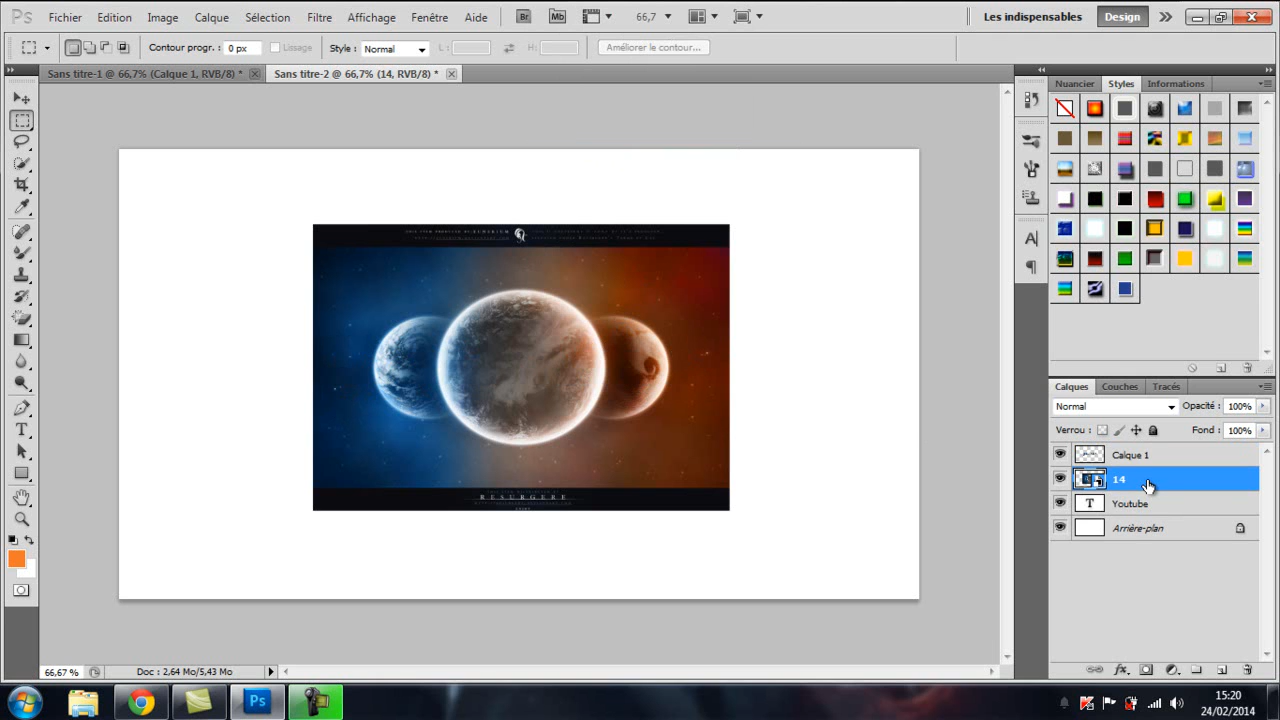 Ps Fichier Edition Image Calque Sélection Filtre Affichage Fenêtre Aide Br Mb 66,7 Les indispensables Design
Contour progr. : 0 px Lissage Style : Normal L : H: Améliorer le contour...
Sans titre-1 @ 66,7% (Calque 1, RVB/8) * Sans titre-2 @ 66,7% (14, RVB/8) *
Nuancier Styles Informations
RESURGERE
Calques Couches Tracés
Normal Opacité : 100%
Verrou : Fond : 100%
Calque 1
14
T Youtube
Arrière-plan
66,67 % Doc : 2,64 Mo/5,43 Mo
Ps
15:20
24/02/2014